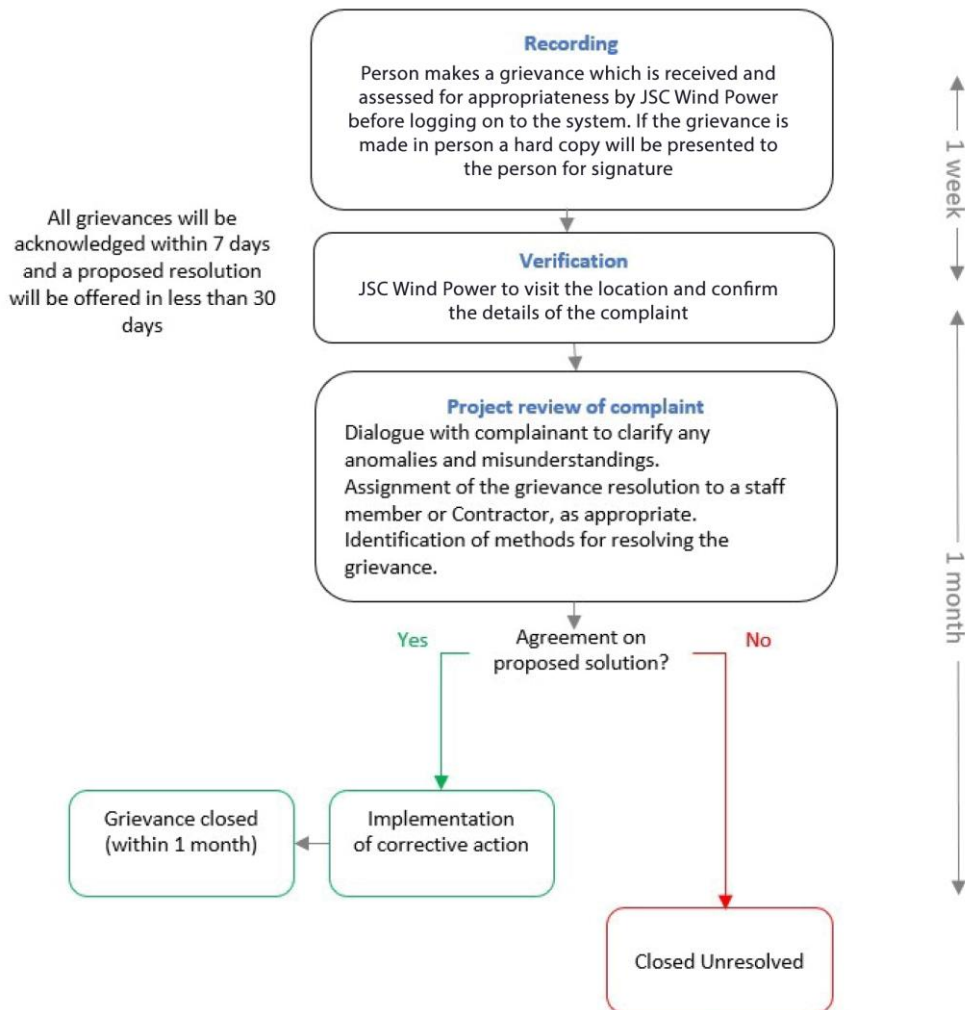 Recording
Person makes a grievance which is received and
assessed for appropriateness by JSC Wind Power
before logging on to the system. If the grievance is
made in person a hard copy will be presented to
the person for signature
1 week
All grievances will be
acknowledged within 7 days
and a proposed resolution
will be offered in less than 30
days
Verification
JSC Wind Power to visit the location and confirm
the details of the complaint
Project review of complaint
Dialogue with complainant to clarify any
anomalies and misunderstandings.
Assignment of the grievance resolution to a staff
member or Contractor, as appropriate.
Identification of methods for resolving the
grievance.
1 month
Yes
Agreement on
proposed solution?
No
Grievance closed
(within 1 month)
Implementation
of corrective action
Closed Unresolved